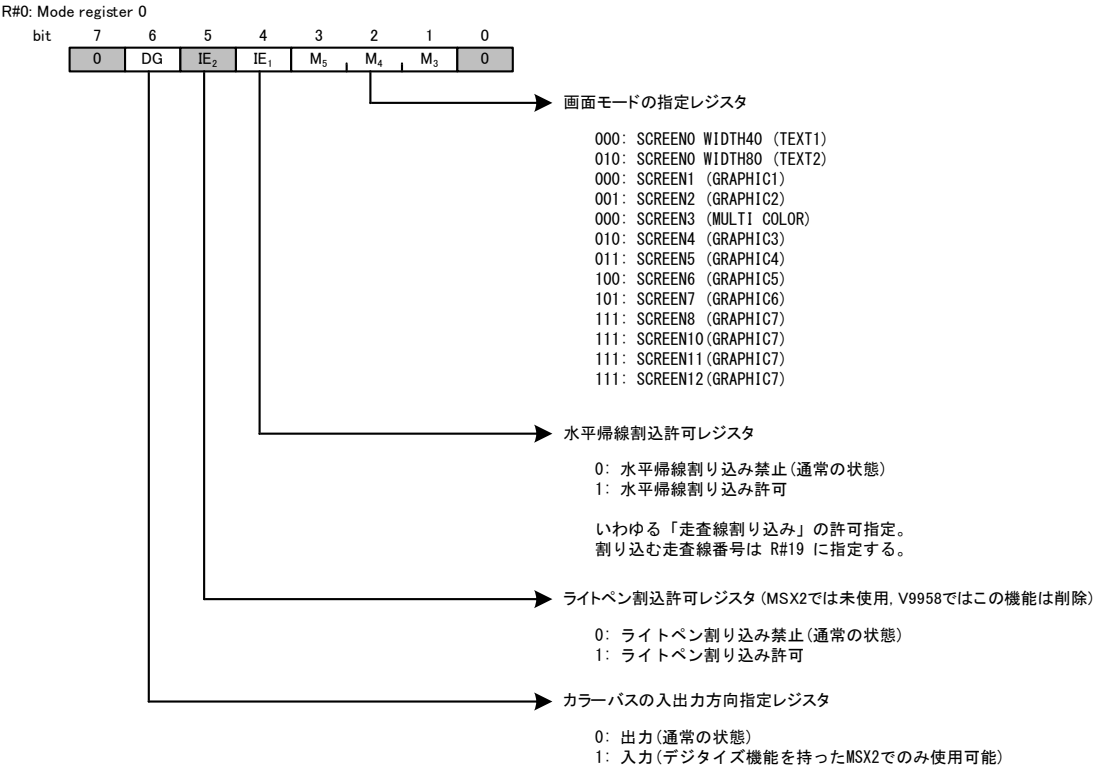 R#0: Mode register 0
bit 7 6 5 4 3 2 1 0
0 DG IE₂ IE₁ M₅ M₄ M₃ 0
画面モードの指定レジスタ
000: SCREEN0 WIDTH40 (TEXT1)
010: SCREEN0 WIDTH80 (TEXT2)
000: SCREEN1 (GRAPHIC1)
001: SCREEN2 (GRAPHIC2)
000: SCREEN3 (MULTI COLOR)
010: SCREEN4 (GRAPHIC3)
011: SCREEN5 (GRAPHIC4)
100: SCREEN6 (GRAPHIC5)
101: SCREEN7 (GRAPHIC6)
111: SCREEN8 (GRAPHIC7)
111: SCREEN10(GRAPHIC7)
111: SCREEN11(GRAPHIC7)
111: SCREEN12(GRAPHIC7)
水平帰線割込許可レジスタ
0: 水平帰線割り込み禁止(通常の状態)
1: 水平帰線割り込み許可
いわゆる「走査線割り込み」の許可指定。
割り込む走査線番号は R#19 に指定する。
ライトペン割込許可レジスタ (MSX2では未使用, V9958ではこの機能は削除)
0: ライトペン割り込み禁止(通常の状態)
1: ライトペン割り込み許可
カラーバスの入出力方向指定レジスタ
0: 出力(通常の状態)
1: 入力(デジタイズ機能を持ったMSX2でのみ使用可能)